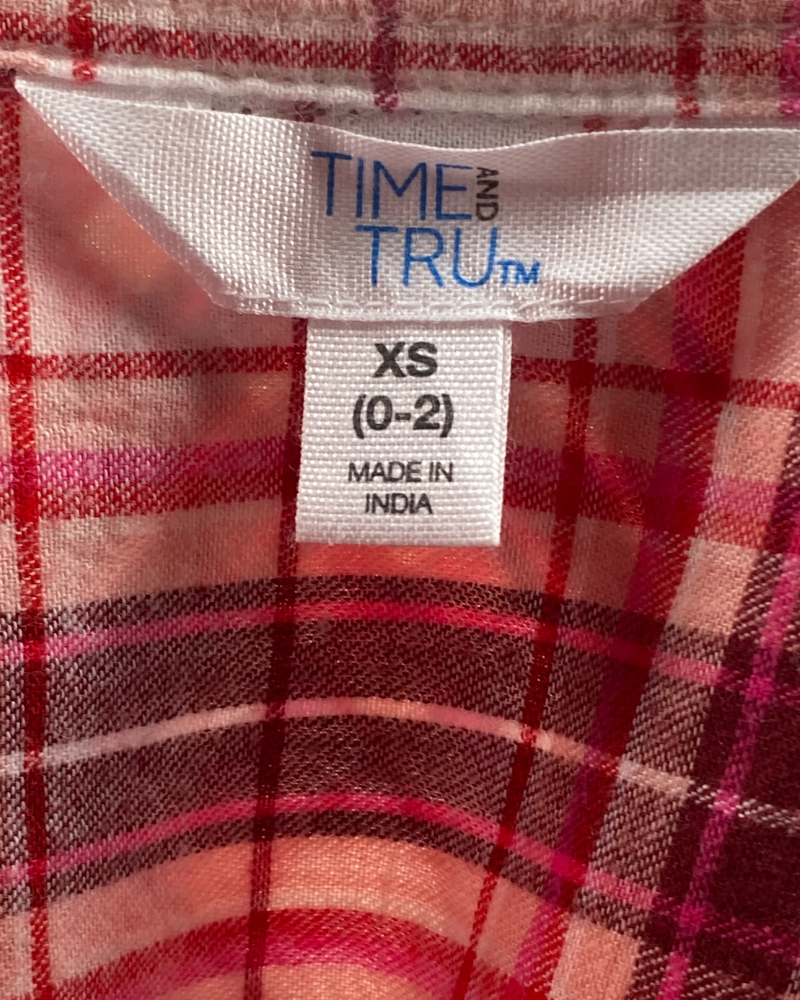 TIME AND
TRU™
XS
(0-2)
MADE IN
INDIA